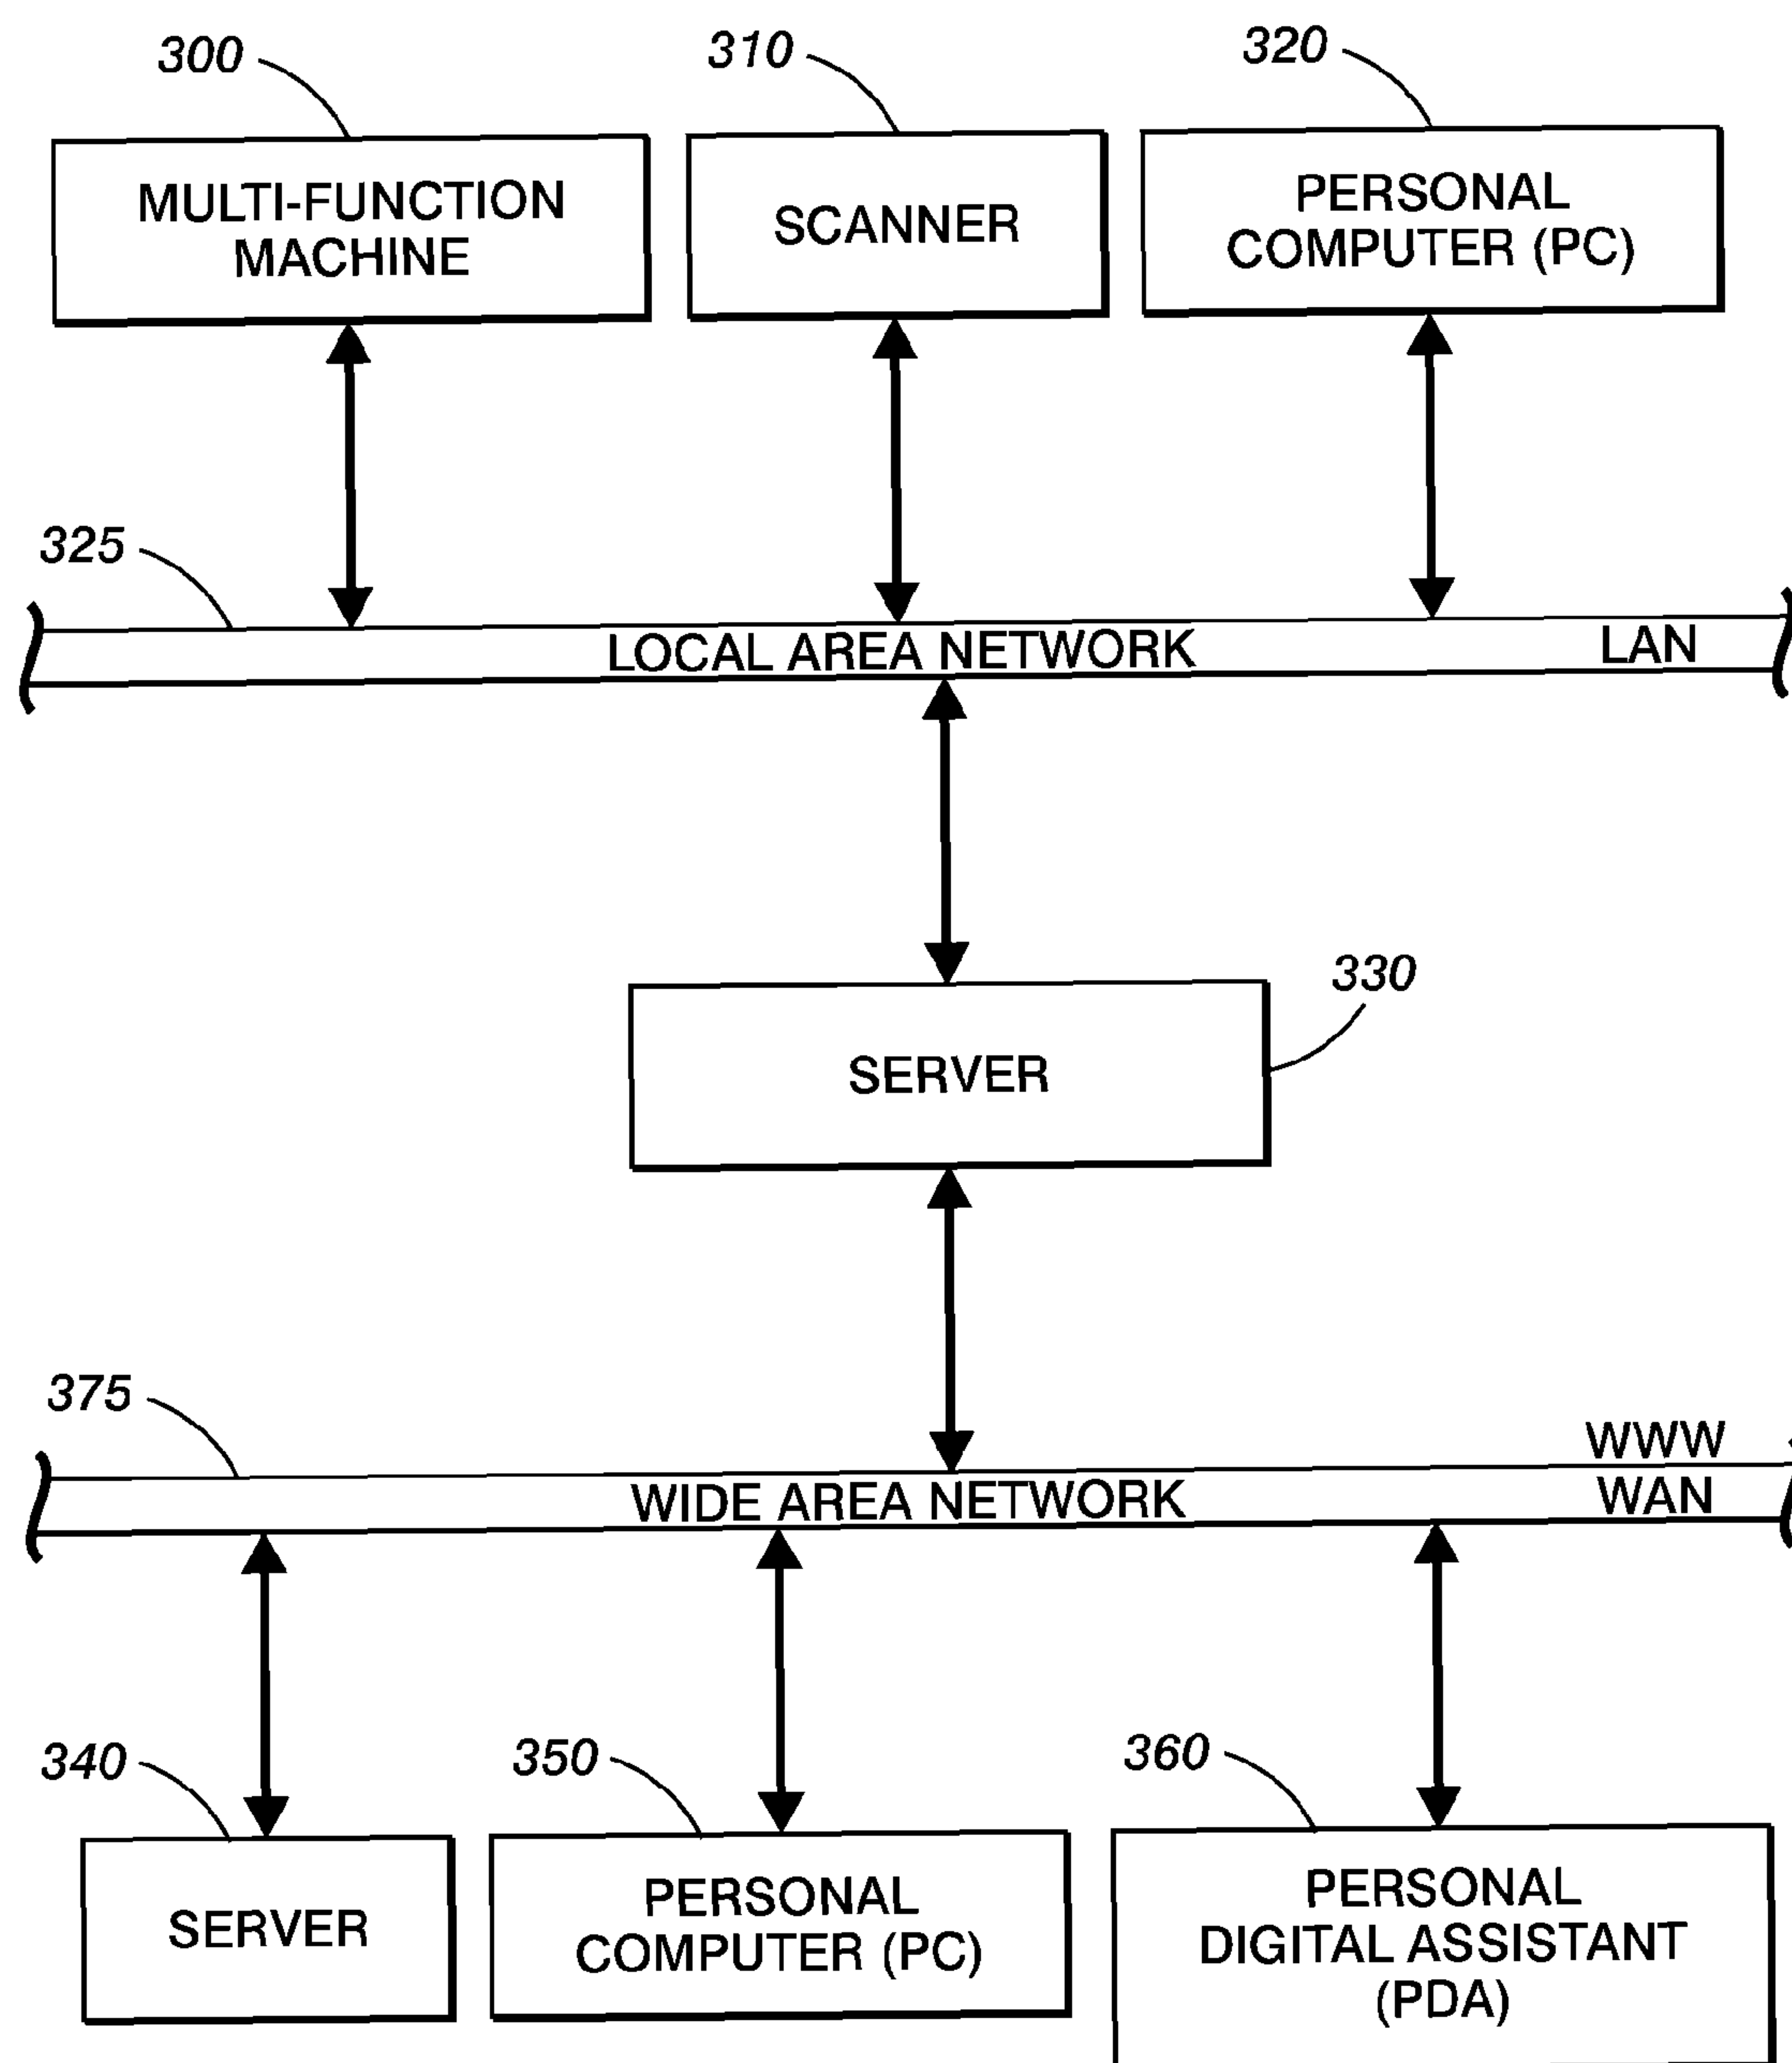 300
310
320
MULTI-FUNCTION
MACHINE
SCANNER
PERSONAL
COMPUTER (PC)
325
LOCAL AREA NETWORK
LAN
330
SERVER
375
WWW
WIDE AREA NETWORK
WAN
340
350
360
SERVER
PERSONAL
COMPUTER (PC)
PERSONAL
DIGITAL ASSISTANT
(PDA)